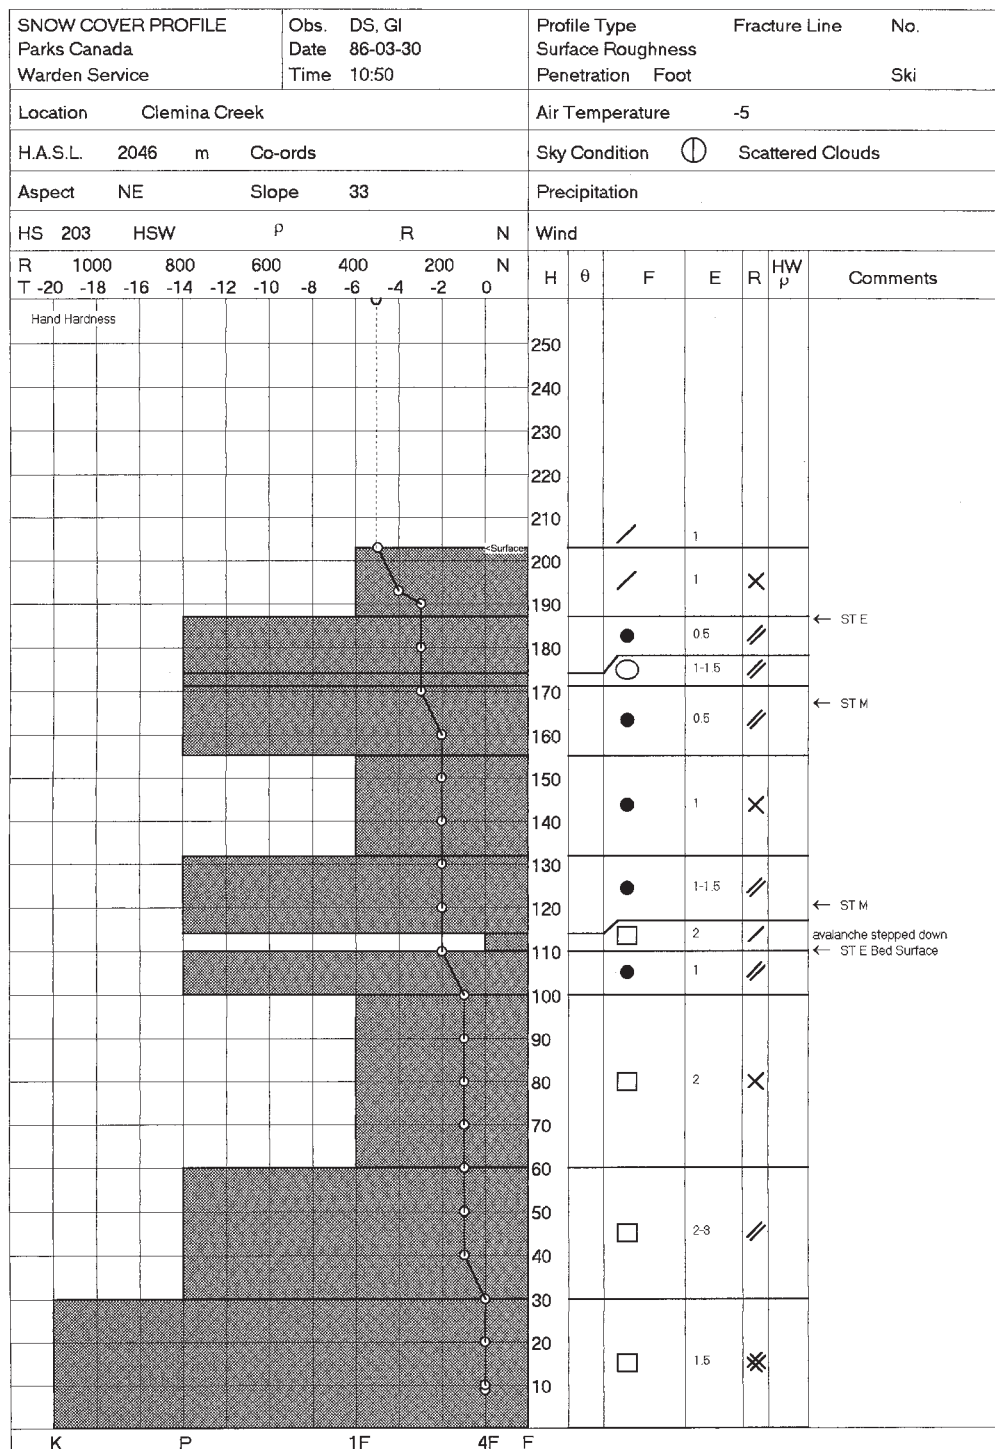 SNOW COVER PROFILE Obs. DS, GI Profile Type Fracture Line No.
Parks Canada Date 86-03-30 Surface Roughness
Warden Service Time 10:50 Penetration Foot Ski
Location Clemina Creek Air Temperature -5
H.A.S.L. 2046 m Co-ords Sky Condition Scattered Clouds
Aspect NE Slope 33 Precipitation
HS 203 HSW ρ R N Wind
R 1000 800 600 400 200 N H θ F E R HW ρ Comments
T -20 -18 -16 -14 -12 -10 -8 -6 -4 -2 0
Hand Hardness
250
240
230
220
210
<Surface 1
200
1
190
← ST E
180 0.5
1-1.5
170
← ST M
0.5
160
150
1
140
130
1-1.5
120 ← ST M
2 avalanche stepped down
110 ← ST E Bed Surface
1
100
90
80 2
70
60
50
2-3
40
30
20
1.5
10
K P 1F 4F F